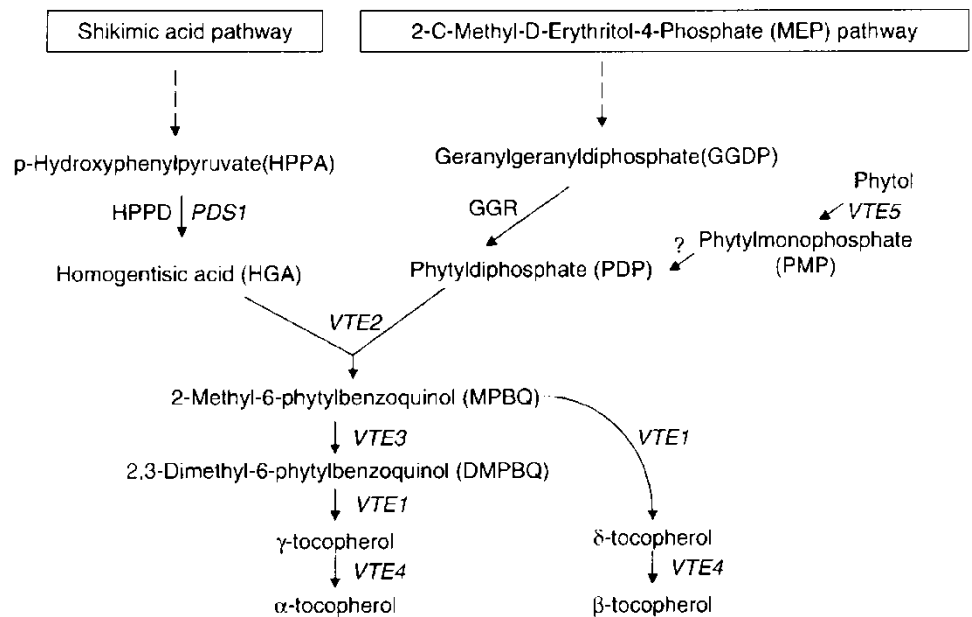 Shikimic acid pathway
2-C-Methyl-D-Erythritol-4-Phosphate (MEP) pathway
p-Hydroxyphenylpyruvate(HPPA)
Geranylgeranyldiphosphate(GGDP)
Phytol
HPPD PDS1
GGR
VTE5
Phytylmonophosphate
(PMP)
?
Homogentisic acid (HGA)
Phytyldiphosphate (PDP)
VTE2
2-Methyl-6-phytylbenzoquinol (MPBQ)
VTE3
VTE1
2,3-Dimethyl-6-phytylbenzoquinol (DMPBQ)
VTE1
γ-tocopherol
δ-tocopherol
VTE4
VTE4
α-tocopherol
β-tocopherol